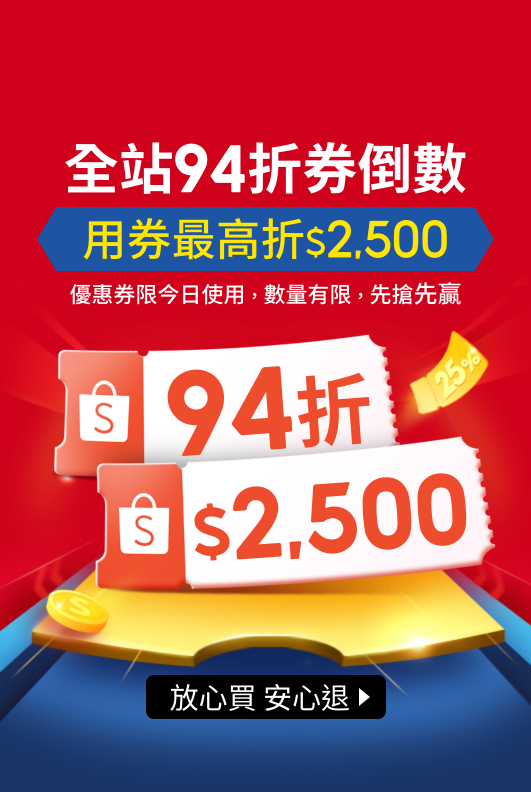 全站94折券倒數
用券最高折$2,500
優惠券限今日使用，數量有限，先搶先贏
25%
S
94折
S
$2,500
S
放心買 安心退